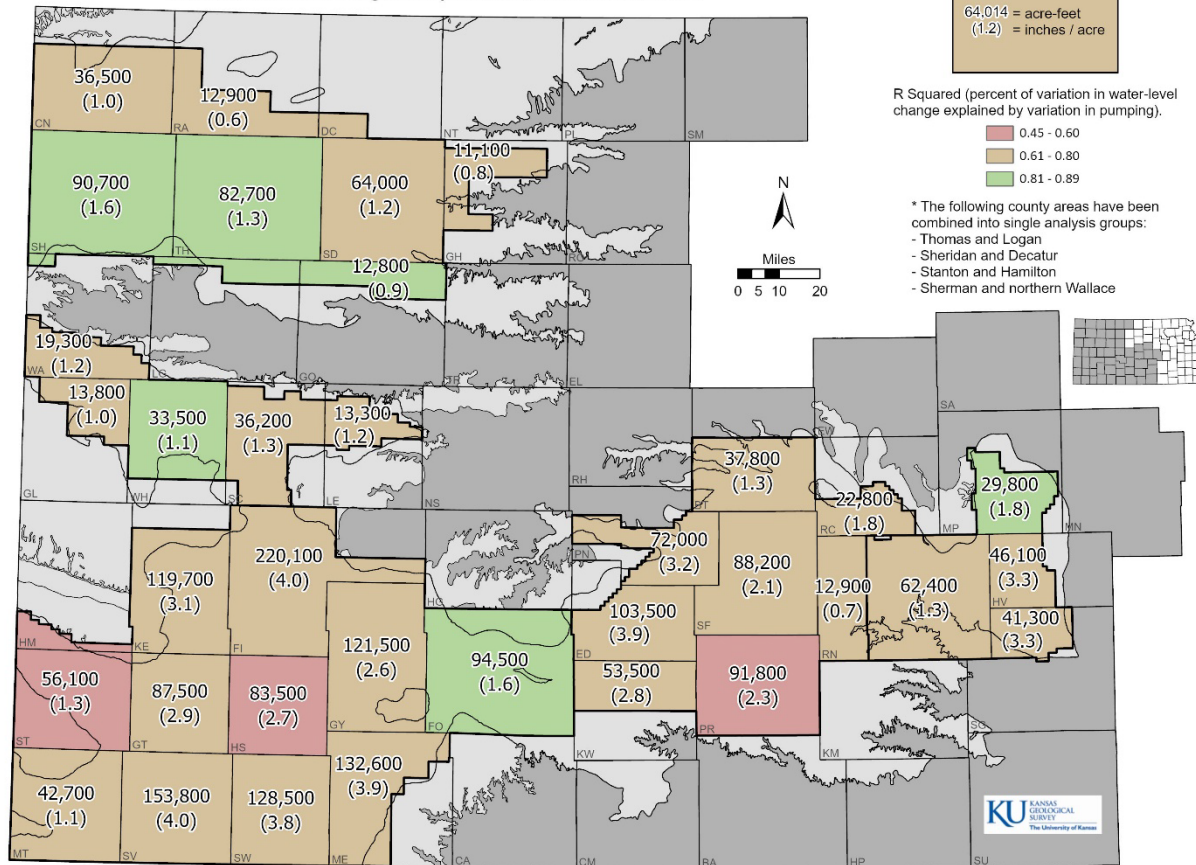 64,014 = acre-feet
(1.2) = inches / acre
R Squared (percent of variation in water-level
change explained by variation in pumping).
0.45 - 0.60
0.61 - 0.80
0.81 - 0.89
* The following county areas have been
combined into single analysis groups:
- Thomas and Logan
- Sheridan and Decatur
- Stanton and Hamilton
- Sherman and northern Wallace
N
Miles
0 5 10 20
36,500
(1.0)
CN
12,900
(0.6)
RA
DC
NT
PL
SM
90,700
(1.6)
SH
82,700
(1.3)
TH
64,000
(1.2)
SD
11,100
(0.8)
GH
RO
12,800
(0.9)
19,300
(1.2)
WA
LG
GO
TR
EL
13,800
(1.0)
GL
33,500
(1.1)
WH
36,200
(1.3)
SC
13,300
(1.2)
LE
NS
RH
37,800
(1.3)
BT
EW
22,800
(1.8)
RC
SA
29,800
(1.8)
MP
MN
119,700
(3.1)
KE
220,100
(4.0)
FI
HG
72,000
(3.2)
PN
88,200
(2.1)
SF
12,900
(0.7)
RN
62,400
(1.3)
46,100
(3.3)
HV
41,300
(3.3)
SG
HM
56,100
(1.3)
ST
87,500
(2.9)
GT
83,500
(2.7)
HS
121,500
(2.6)
GY
94,500
(1.6)
FO
103,500
(3.9)
ED
53,500
(2.8)
KW
91,800
(2.3)
PR
KM
42,700
(1.1)
MT
153,800
(4.0)
SV
128,500
(3.8)
SW
132,600
(3.9)
ME
CA
CM
BA
HP
SU
KU KANSAS
GEOLOGICAL
SURVEY
The University of Kansas